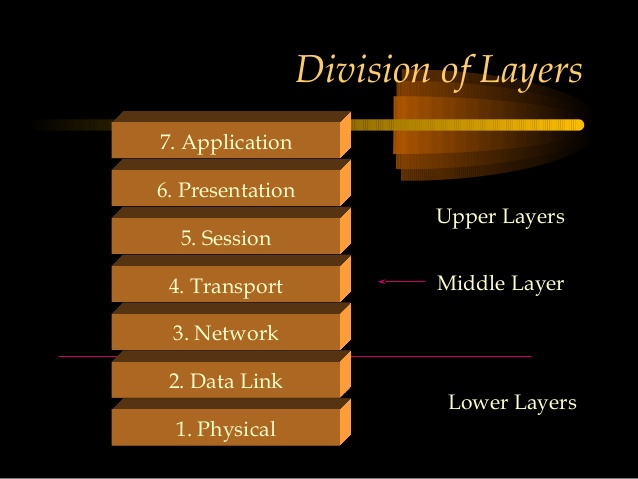 Division of Layers
7. Application
6. Presentation
5. Session
4. Transport
3. Network
2. Data Link
1. Physical
Upper Layers
Middle Layer
Lower Layers